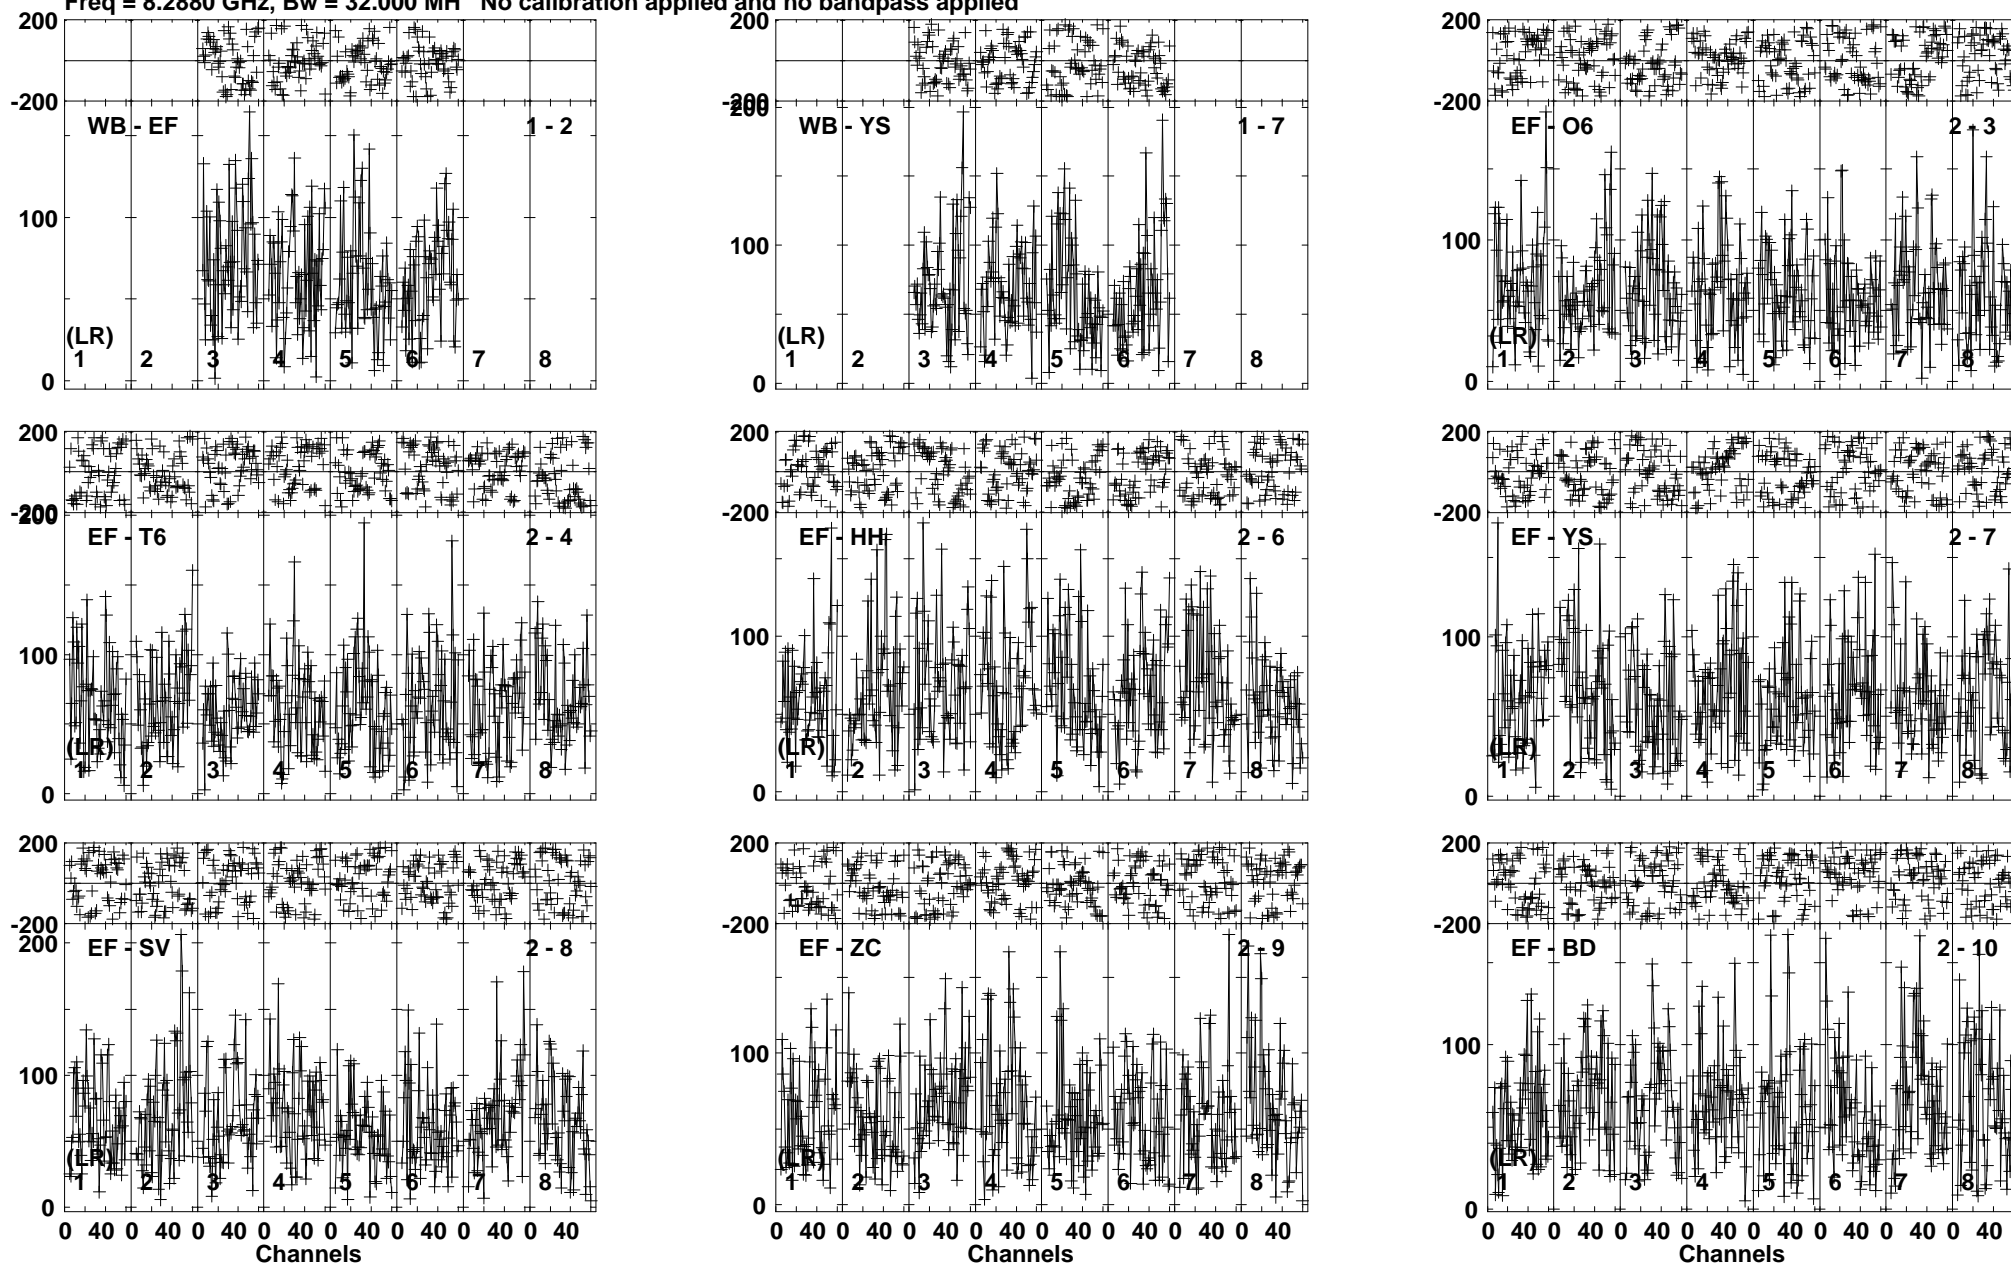 Freq = 8.2880 GHz, Bw = 32.000 MH No calibration applied and no bandpass applied
200 200
-200 -200 200 -200
WB - EF 1 - 2 WB - YS 1 - 7 EF - O6 2 - 3
100 100 100
(LR) (LR) (LR)
1 2 3 4 5 6 7 8 1 2 3 4 5 6 7 8 1 2 3 4 5 6 7 8
0 0 0
200 200 200
-200 200 -200 -200
EF - T6 2 - 4 EF - HH 2 - 6 EF - YS 2 - 7
100 100 100
(LR) (LR) (LR)
1 2 3 4 5 6 7 8 1 2 3 4 5 6 7 8 1 2 3 4 5 6 7 8
0 0 0
200 200 200
-200 -200 -200
200
EF - SV 2 - 8 EF - ZC 2 - 9 EF - BD 2 - 10
100 100 100
(LR) (LR) (LR)
1 2 3 4 5 6 7 8 1 2 3 4 5 6 7 8 1 2 3 4 5 6 7 8
0 0 0
0 40 0 40 0 40 0 40 0 40 0 40 0 40 0 40 0 40 0 40 0 40 0 40 0 40 0 40 0 40 0 40 0 40 0 40 0 40 0 40 0 40 0 40 0 40 0 40
Channels Channels Channels